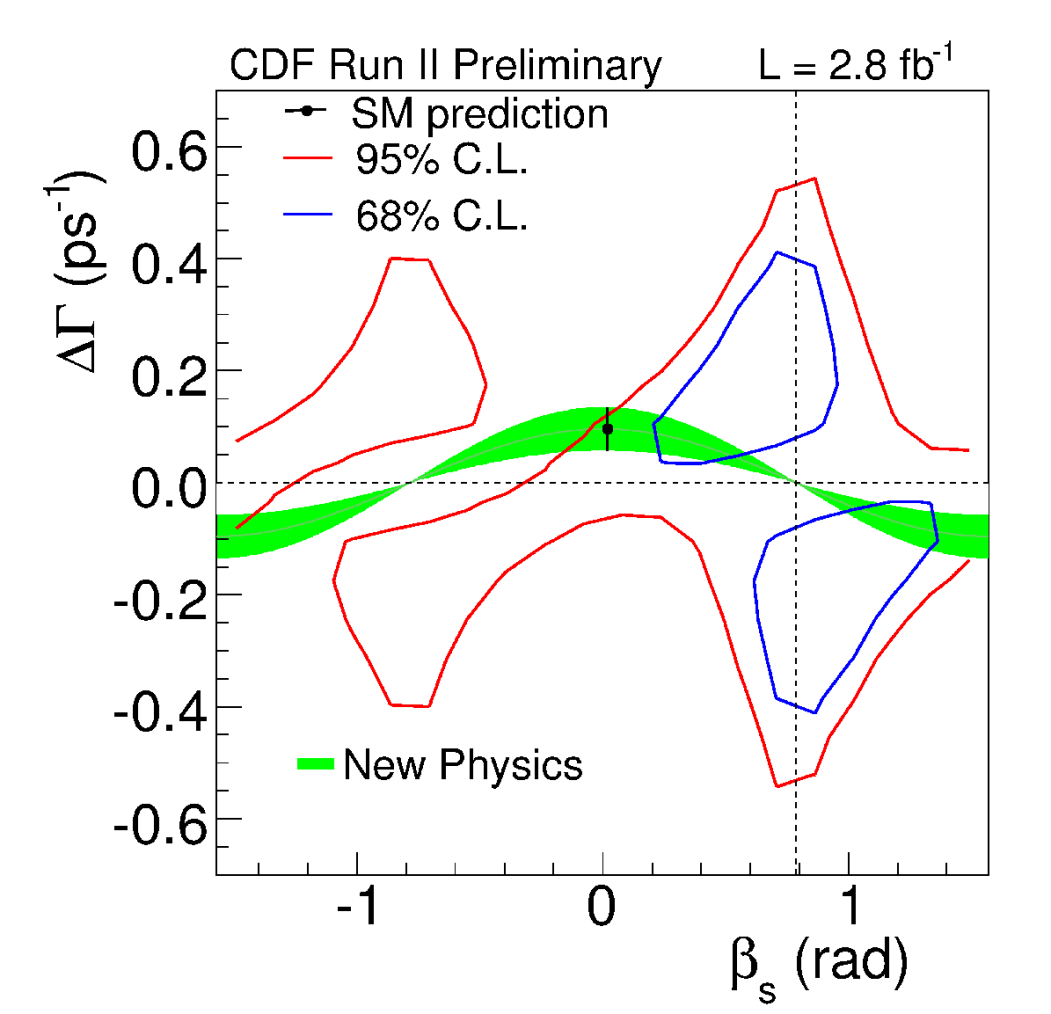 CDF Run II Preliminary L = 2.8 fb⁻¹
SM prediction
95% C.L.
68% C.L.
0.6
0.4
0.2
0.0
-0.2
-0.4
-0.6
ΔΓ (ps⁻¹)
New Physics
-1 0 1
βₛ (rad)